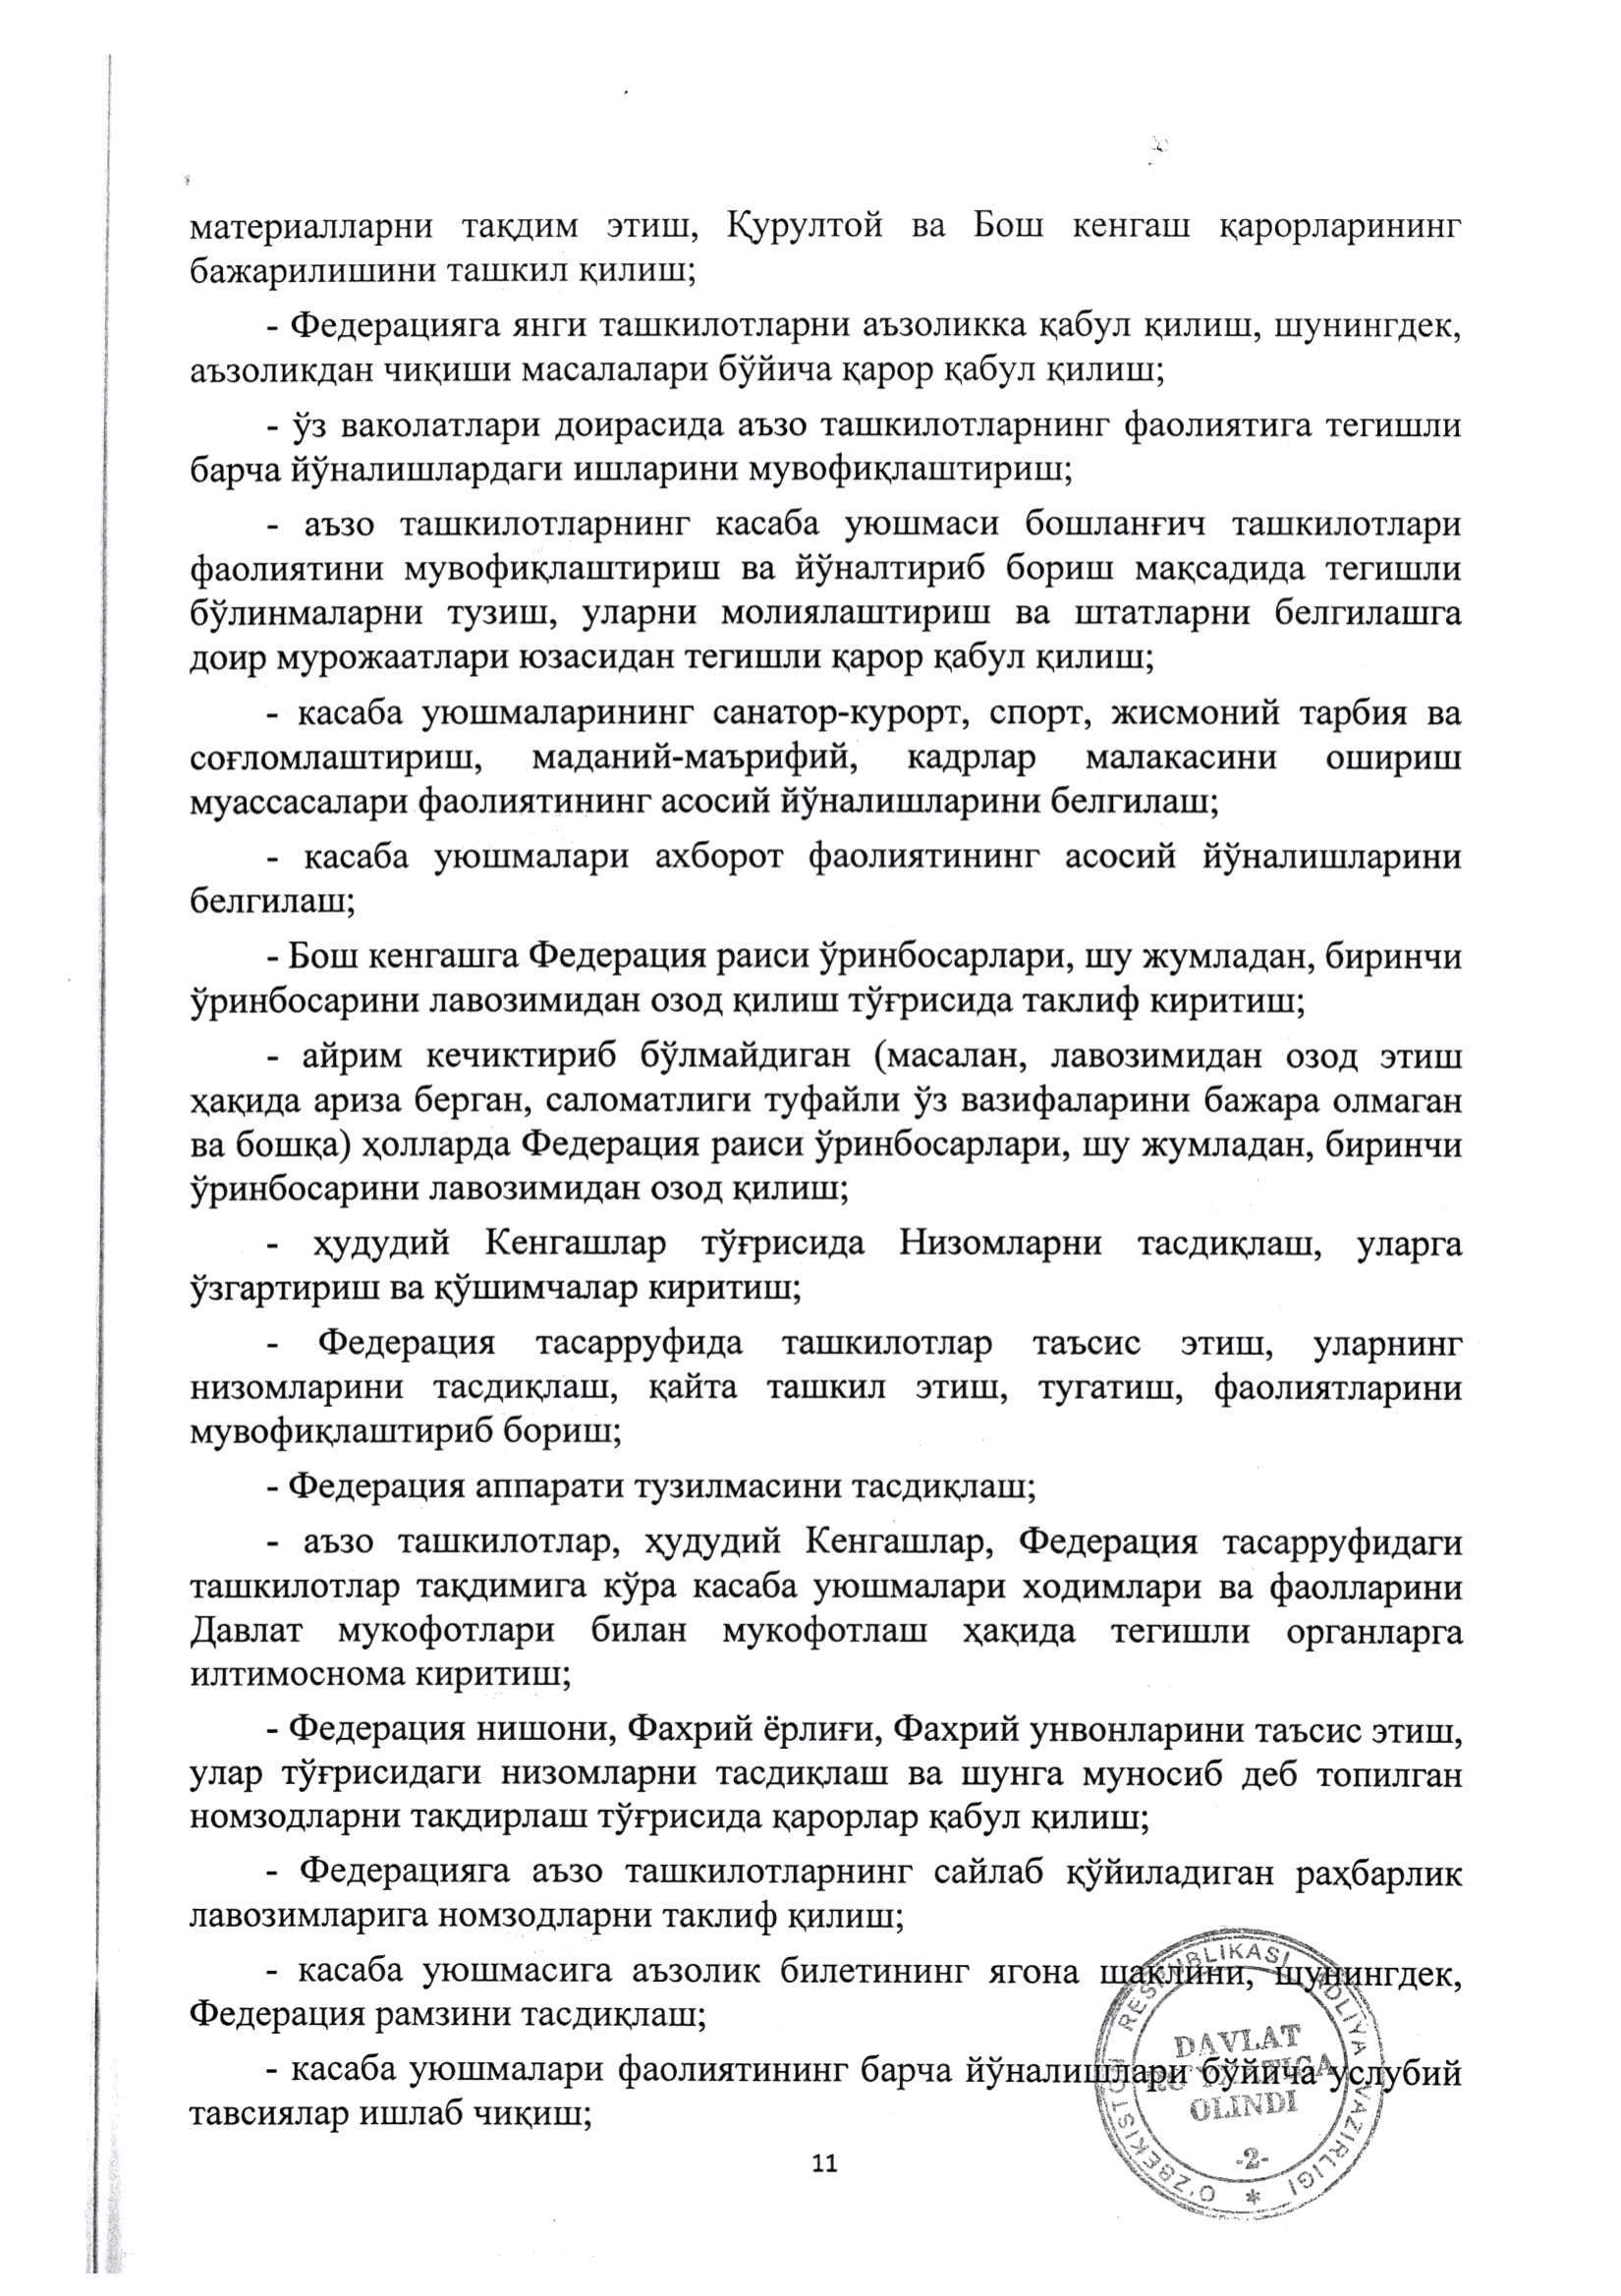 материалларни тақдим этиш, Қурултой ва Бош кенгаш қарорларининг
бажарилишини ташкил қилиш;
- Федерацияга янги ташкилотларни аъзоликка қабул қилиш, шунингдек,
аъзоликдан чиқиши масалалари бўйича қарор қабул қилиш;
- ўз ваколатлари доирасида аъзо ташкилотларнинг фаолиятига тегишли
барча йўналишлардаги ишларини мувофиқлаштириш;
- аъзо ташкилотларнинг касаба уюшмаси бошланғич ташкилотлари
фаолиятини мувофиқлаштириш ва йўналтириб бориш мақсадида тегишли
бўлинмаларни тузиш, уларни молиялаштириш ва штатларни белгилашга
доир мурожаатлари юзасидан тегишли қарор қабул қилиш;
- касаба уюшмаларининг санатор-курорт, спорт, жисмоний тарбия ва
соғломлаштириш, маданий-маърифий, кадрлар малакасини ошириш
муассасалари фаолиятининг асосий йўналишларини белгилаш;
- касаба уюшмалари ахборот фаолиятининг асосий йўналишларини
белгилаш;
- Бош кенгашга Федерация раиси ўринбосарлари, шу жумладан, биринчи
ўринбосарини лавозимидан озод қилиш тўғрисида таклиф киритиш;
- айрим кечиктириб бўлмайдиган (масалан, лавозимидан озод этиш
ҳақида ариза берган, саломатлиги туфайли ўз вазифаларини бажара олмаган
ва бошқа) ҳолларда Федерация раиси ўринбосарлари, шу жумладан, биринчи
ўринбосарини лавозимидан озод қилиш;
- ҳудудий Кенгашлар тўғрисида Низомларни тасдиқлаш, уларга
ўзгартириш ва қўшимчалар киритиш;
- Федерация тасарруфида ташкилотлар таъсис этиш, уларнинг
низомларини тасдиқлаш, қайта ташкил этиш, тугатиш, фаолиятларини
мувофиқлаштириб бориш;
- Федерация аппарати тузилмасини тасдиқлаш;
- аъзо ташкилотлар, ҳудудий Кенгашлар, Федерация тасарруфидаги
ташкилотлар тақдимига кўра касаба уюшмалари ходимлари ва фаолларини
Давлат мукофотлари билан мукофотлаш ҳақида тегишли органларга
илтимоснома киритиш;
- Федерация нишони, Фахрий ёрлиғи, Фахрий унвонларини таъсис этиш,
улар тўғрисидаги низомларни тасдиқлаш ва шунга муносиб деб топилган
номзодларни тақдирлаш тўғрисида қарорлар қабул қилиш;
- Федерацияга аъзо ташкилотларнинг сайлаб қўйиладиган раҳбарлик
лавозимларига номзодларни таклиф қилиш;
- касаба уюшмасига аъзолик билетининг ягона шаклини, шунингдек,
Федерация рамзини тасдиқлаш;
- касаба уюшмалари фаолиятининг барча йўналишлари бўйича услубий
тавсиялар ишлаб чиқиш;
11
O'ZBEKISTON RESPUBLIKASI ADLIYA VAZIRLIGI *
DAVLAT
RO'YXATIGA
OLINDI
-2-